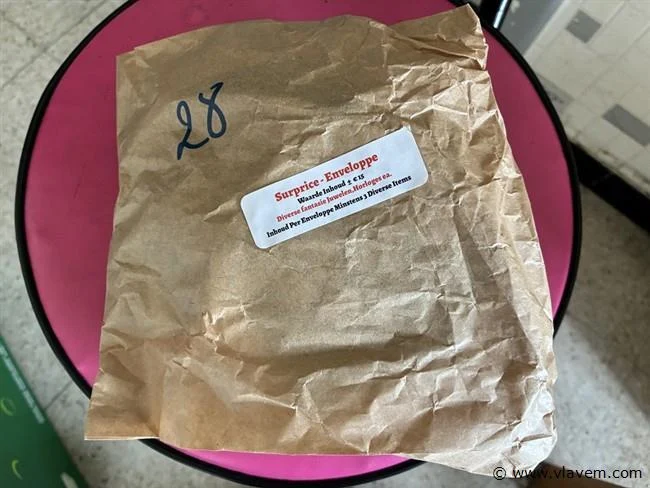 28
Surprice - Enveloppe
Waarde Inhoud ± € 15
Diverse fantasie Juwelen,Horloges ea.
Inhoud Per Enveloppe Minstens 3 Diverse Items
© www.vlavem.com